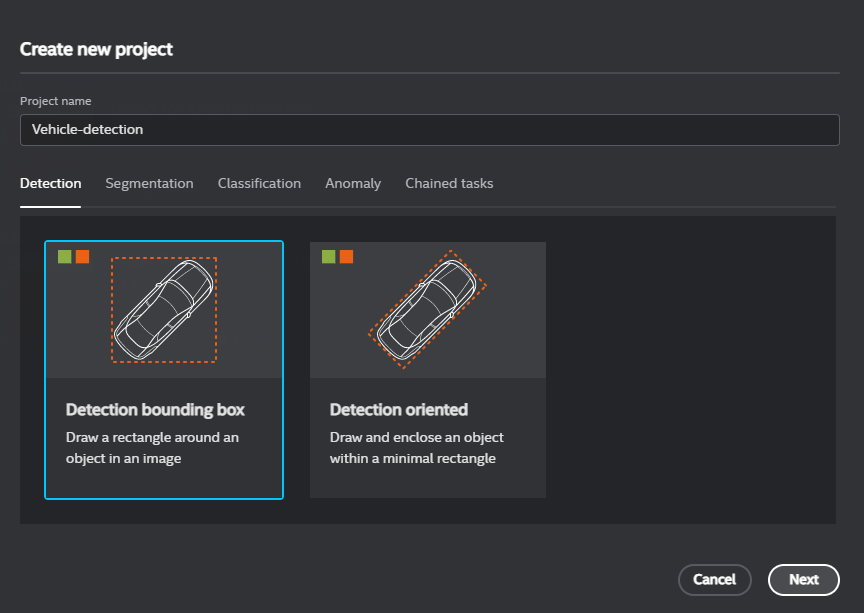 Create new project
Project name
Vehicle-detection
Detection Segmentation Classification Anomaly Chained tasks
Detection bounding box
Draw a rectangle around an
object in an image
Detection oriented
Draw and enclose an object
within a minimal rectangle
Cancel Next